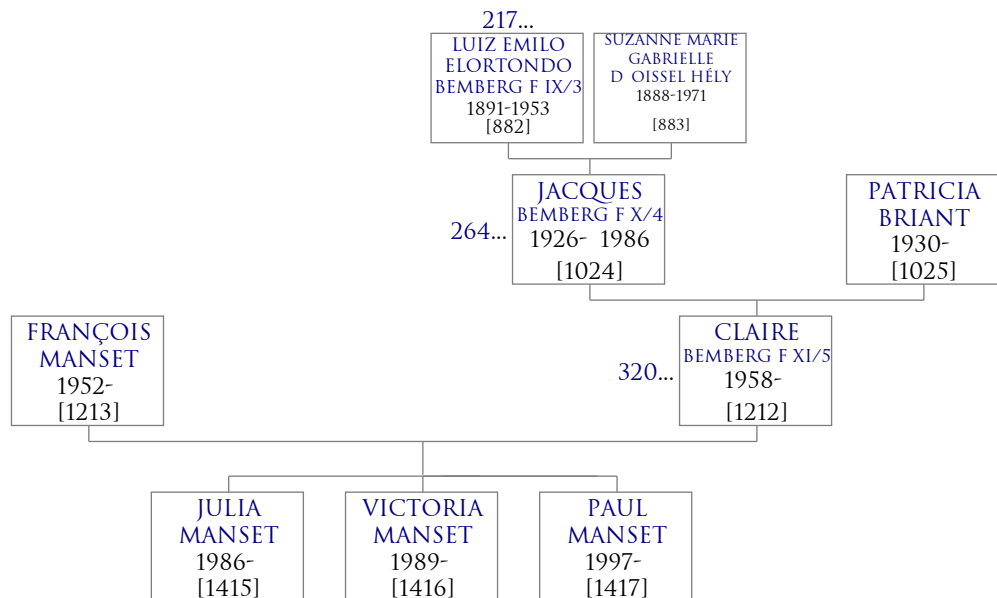 217...
LUIZ EMILO
ELORTONDO
BEMBERG F IX/3
1891-1953
[882]
SUZANNE MARIE
GABRIELLE
D OISSEL HÉLY
1888-1971
[883]
264...
JACQUES
BEMBERG F X/4
1926- 1986
[1024]
PATRICIA
BRIANT
1930-
[1025]
FRANÇOIS
MANSET
1952-
[1213]
320...
CLAIRE
BEMBERG F XI/5
1958-
[1212]
JULIA
MANSET
1986-
[1415]
VICTORIA
MANSET
1989-
[1416]
PAUL
MANSET
1997-
[1417]